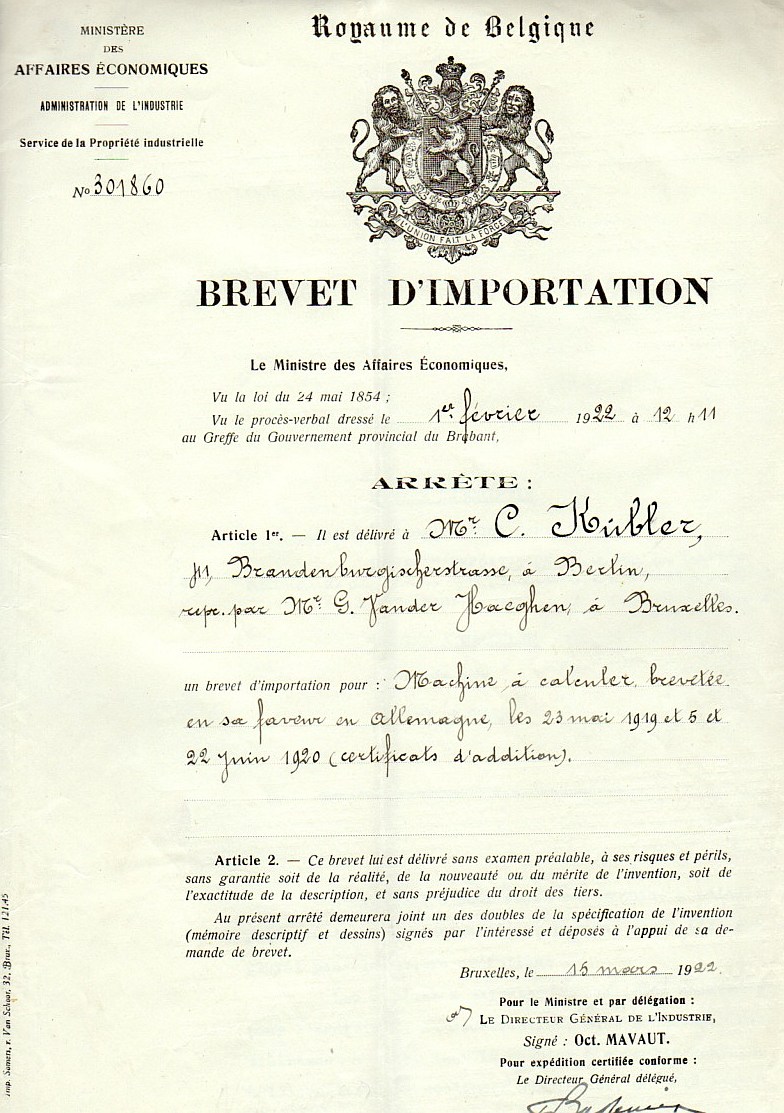 MINISTÈRE
DES
AFFAIRES ÉCONOMIQUES
ADMINISTRATION DE L'INDUSTRIE
Service de la Propriété industrielle
No 301860
Royaume de Belgique
L'UNION FAIT LA FORCE
BREVET D'IMPORTATION
Le Ministre des Affaires Économiques,
Vu la loi du 24 mai 1854 ;
Vu le procès-verbal dressé le 1er février 1922 à 12 h 11
au Greffe du Gouvernement provincial du Brabant,
ARRÊTE :
Article 1er. — Il est délivré à Mr. C. Kübler,
Brandenburgischerstrasse, à Berlin,
repr. par Mr. G. Vander Haeghen, à Bruxelles.
un brevet d'importation pour : Machine à calculer, brevetée
en sa faveur en Allemagne, les 23 mai 1919 et 5 et
22 juin 1920 (certificats d'addition).
Article 2. — Ce brevet lui est délivré sans examen préalable, à ses risques et périls,
sans garantie soit de la réalité, de la nouveauté ou du mérite de l'invention, soit de
l'exactitude de la description, et sans préjudice du droit des tiers.
Au présent arrêté demeurera joint un des doubles de la spécification de l'invention
(mémoire descriptif et dessins) signés par l'intéressé et déposés à l'appui de sa de-
mande de brevet.
Bruxelles, le 15 mars 1922.
Pour le Ministre et par délégation :
LE DIRECTEUR GÉNÉRAL DE L'INDUSTRIE,
Signé : Oct. MAVAUT.
Pour expédition certifiée conforme :
Le Directeur Général délégué,
Imp. Somers, r. Van Schoor, 32, Brux., Tél. 121.45